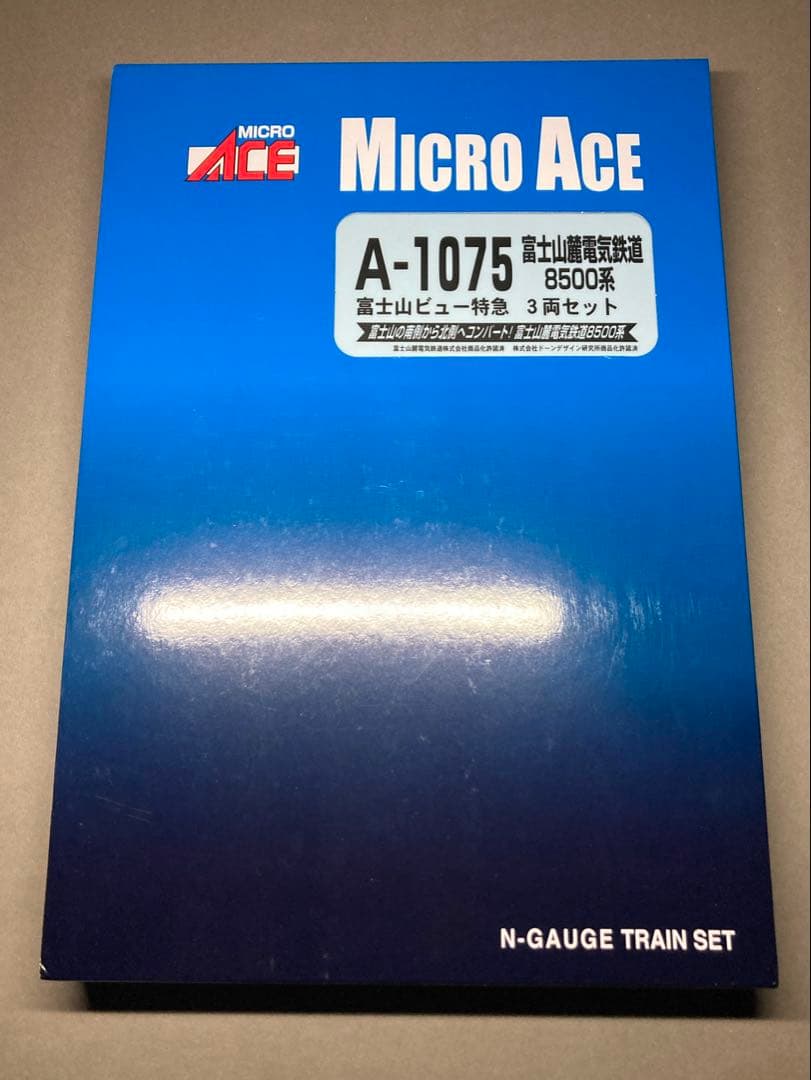 MICRO
ACE
MICRO ACE
A-1075
富士山麓電気鉄道
8500系
富士山ビュー特急 3両セット
富士山の南側から北側へコンバート!富士山麓電気鉄道8500系
富士山麓電気鉄道株式会社商品化許諾済 株式会社ドーンデザイン研究所商品化許諾済
N-GAUGE TRAIN SET